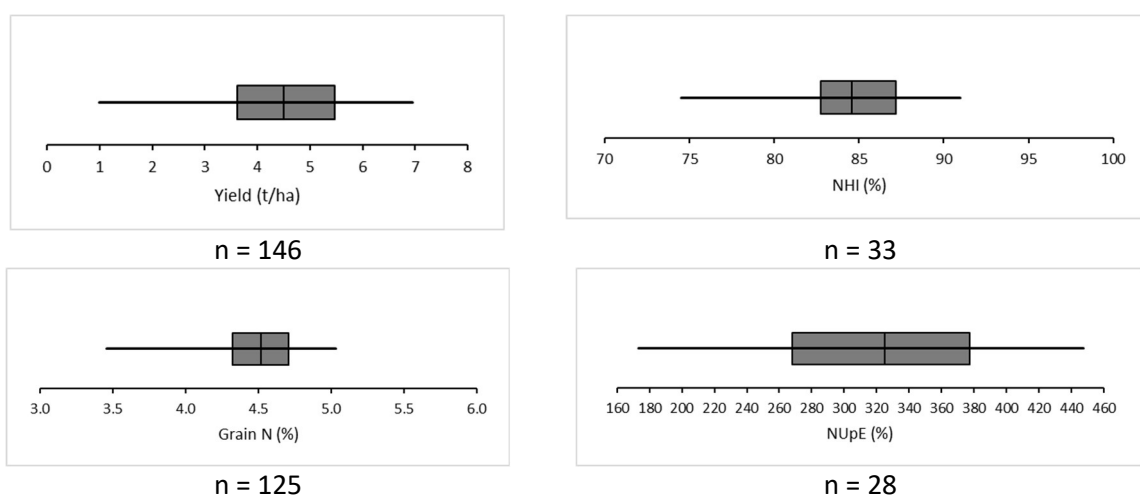 0 1 2 3 4 5 6 7 8
Yield (t/ha)
n = 146
70 75 80 85 90 95 100
NHI (%)
n = 33
3.0 3.5 4.0 4.5 5.0 5.5 6.0
Grain N (%)
n = 125
160 180 200 220 240 260 280 300 320 340 360 380 400 420 440 460
NUpE (%)
n = 28